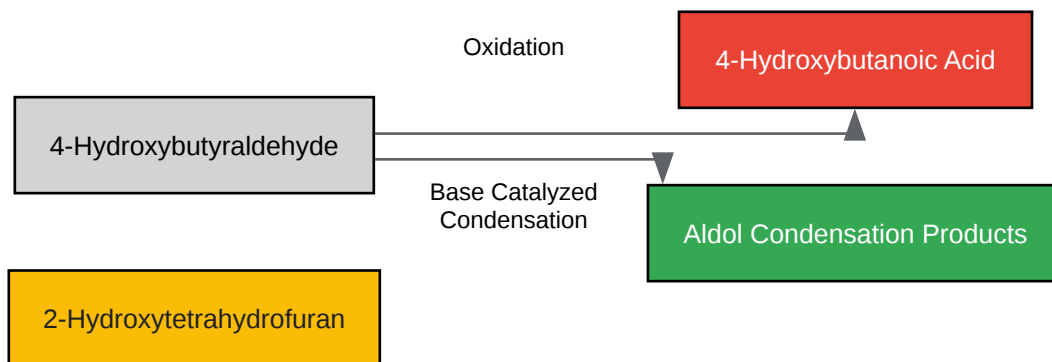 Oxidation
4-Hydroxybutanoic Acid
4-Hydroxybutyraldehyde
Base Catalyzed
Condensation
Aldol Condensation Products
2-Hydroxytetrahydrofuran